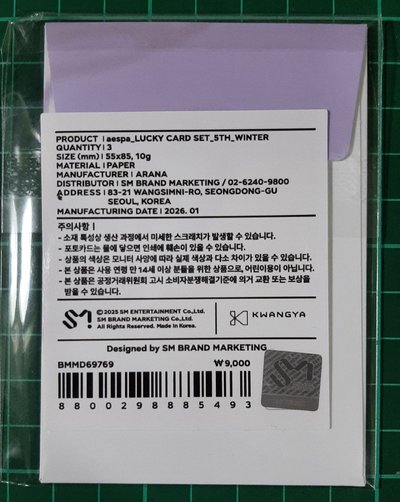 PRODUCT | aespa_LUCKY CARD SET_5TH_WINTER
QUANTITY | 3
SIZE (mm) | 55x85, 10g
MATERIAL | PAPER
MANUFACTURER | ARANA
DISTRIBUTOR | SM BRAND MARKETING / 02-6240-9800
ADDRESS | 83-21 WANGSIMNI-RO, SEONGDONG-GU
SEOUL, KOREA
MANUFACTURING DATE | 2026. 01
주의사항 |
- 소재 특성상 생산 과정에서 미세한 스크래치가 발생할 수 있습니다.
- 포토카드는 물에 닿으면 인쇄에 훼손이 있을 수 있습니다.
- 상품의 색상은 모니터 사양에 따라 실제 색상과 다소 차이가 있을 수 있습니다.
- 본 상품은 사용 연령 만 14세 이상 분들을 위한 상품으로, 어린이용이 아닙니다.
- 본 상품은 공정거래위원회 고시 소비자분쟁해결기준에 의거 교환 또는 보상을
받을 수 있습니다.
SM
© 2025 SM ENTERTAINMENT Co.,Ltd.
SM BRAND MARKETING Co.,Ltd.
All Rights Reserved. Made in Korea.
KWANGYA
Designed by SM BRAND MARKETING
BMMD69769
₩9,000
8800298885493
SM